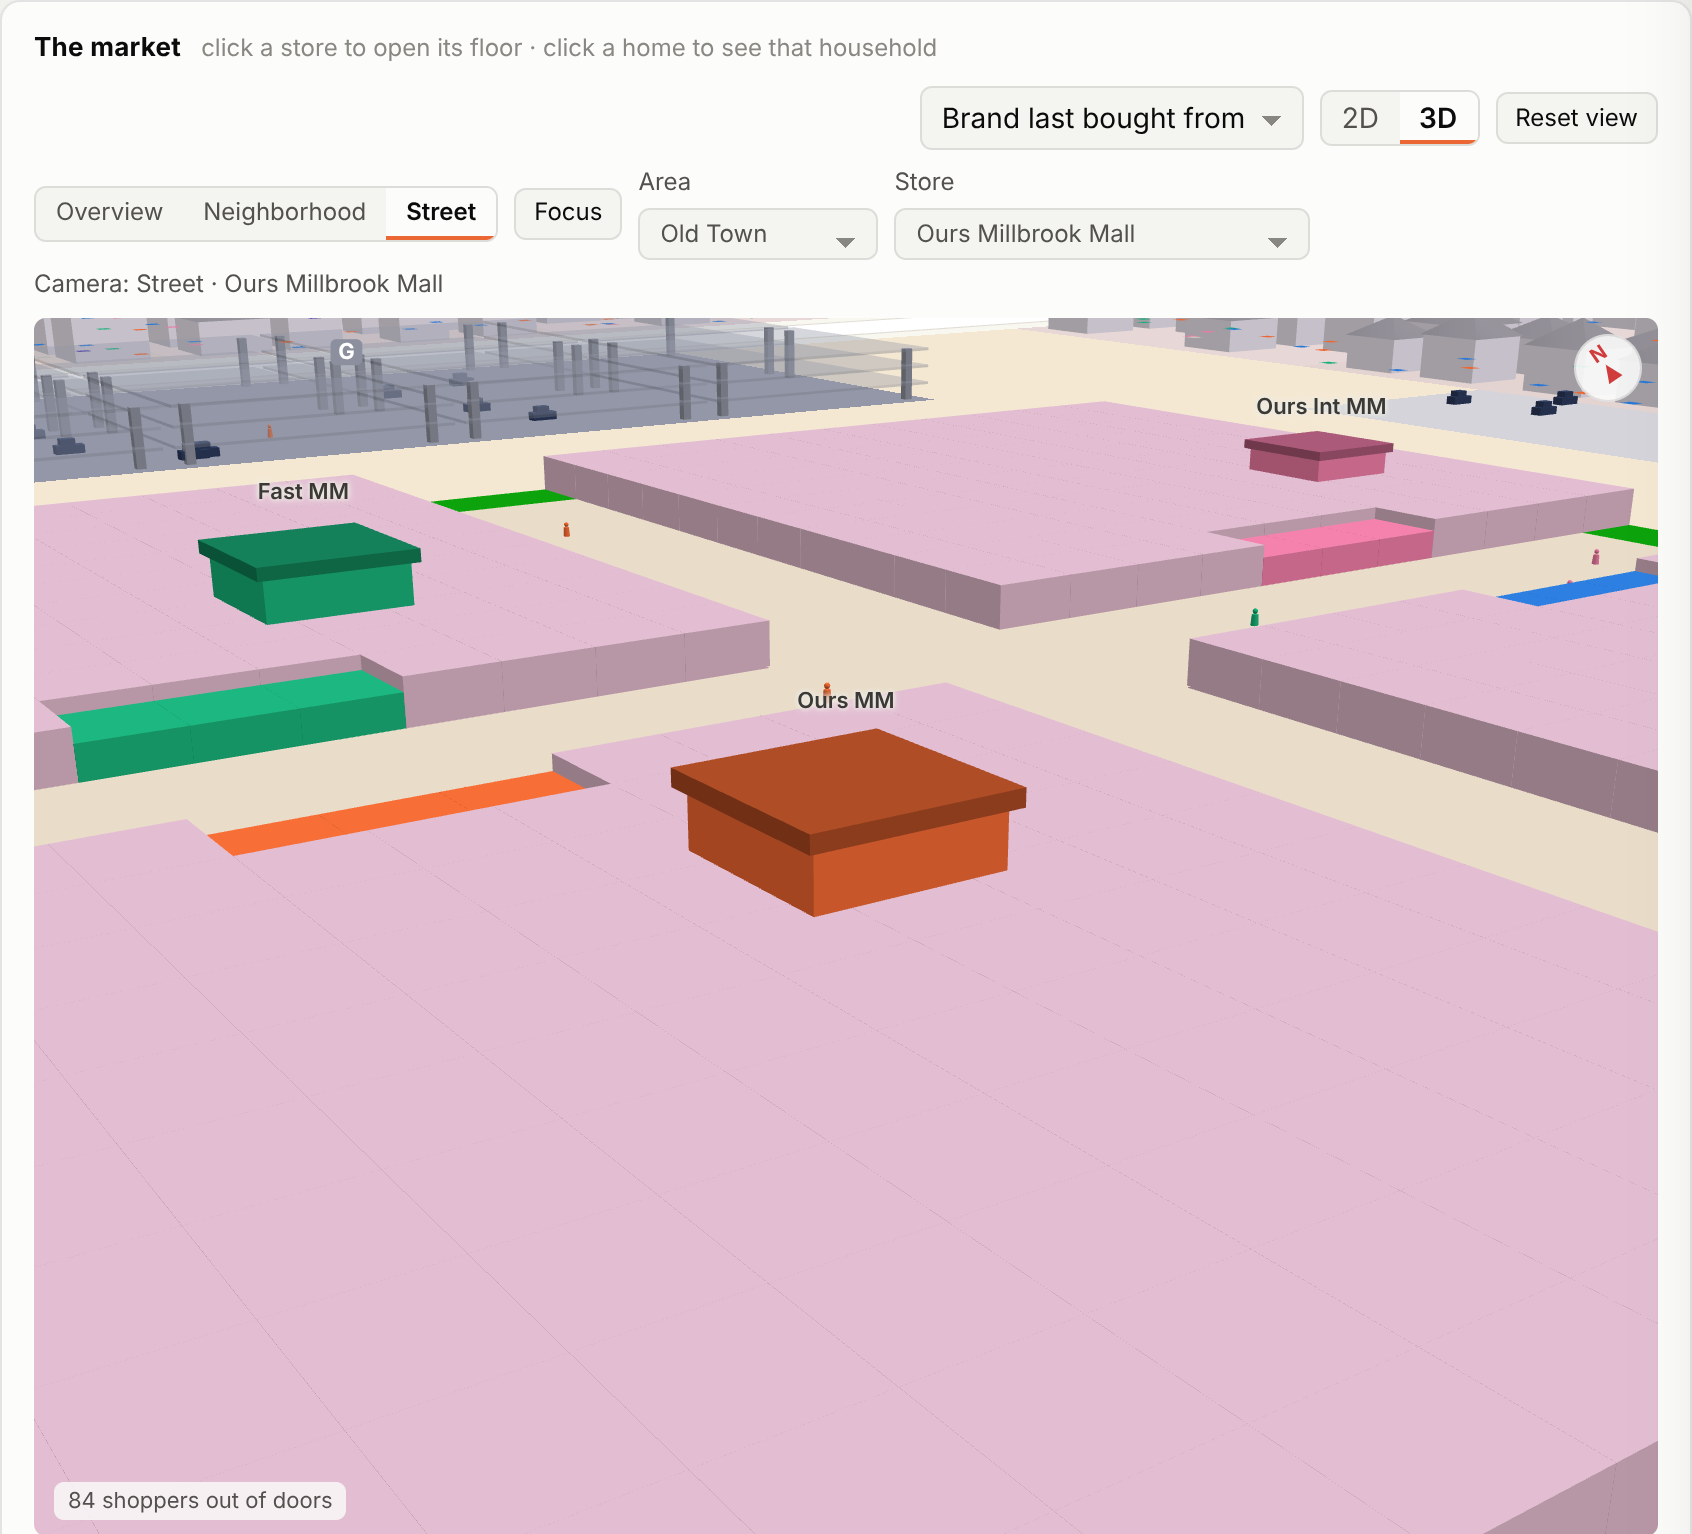 The market click a store to open its floor · click a home to see that household
Brand last bought from 2D 3D Reset view
Area Store
Overview Neighborhood Street Focus Old Town Ours Millbrook Mall
Camera: Street · Ours Millbrook Mall
G
N
Ours Int MM
Fast MM
Ours MM
84 shoppers out of doors